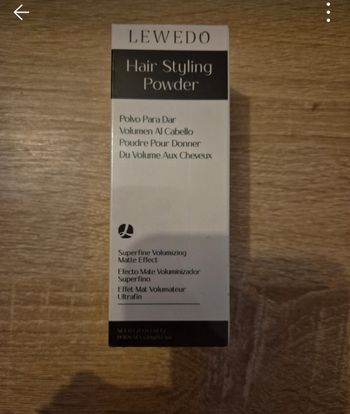 LEWEDO
Hair Styling
Powder
Polvo Para Dar
Volumen Al Cabello
Poudre Pour Donner
Du Volume Aux Cheveux
Superfine Volumizing
Matte Effect
Efecto Mate Voluminizador
Superfino
Effet Mat Volumateur
Ultrafin